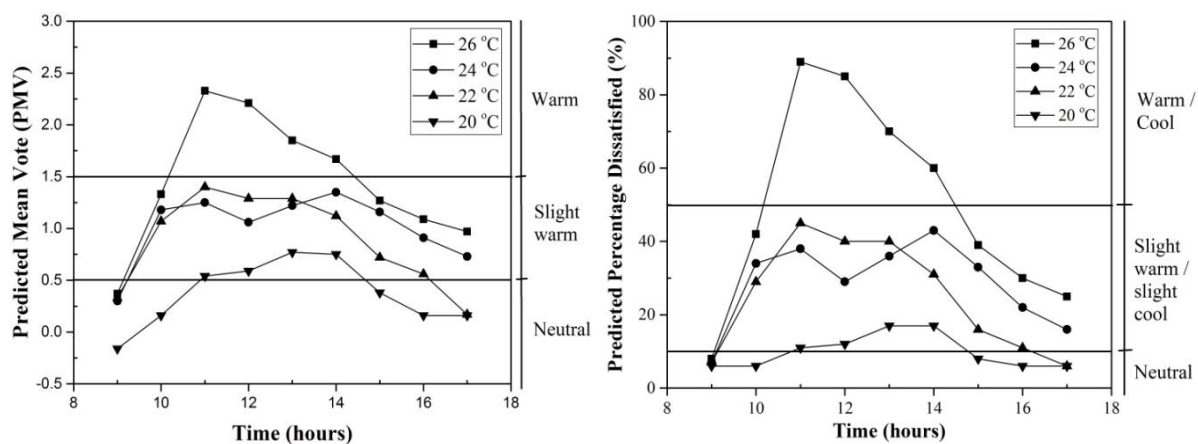 3.0
2.5
2.0
1.5
1.0
0.5
0.0
-0.5
Predicted Mean Vote (PMV)
26 °C
24 °C
22 °C
20 °C
Warm
Slight
warm
Neutral
8
10
12
14
16
18
Time (hours)
100
80
60
40
20
0
Predicted Percentage Dissatisfied (%)
26 °C
24 °C
22 °C
20 °C
Warm /
Cool
Slight
warm /
slight
cool
Neutral
8
10
12
14
16
18
Time (hours)